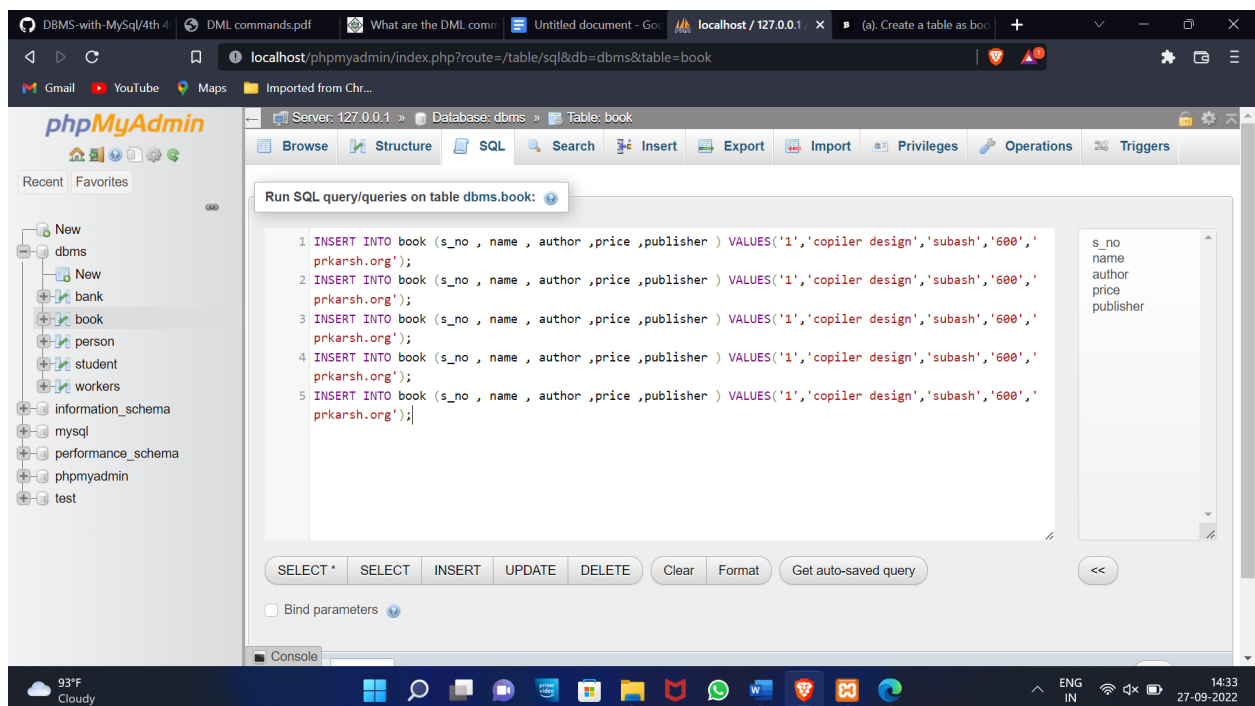 DBMS-with-MySql/4th 4
DML commands.pdf
What are the DML comm
Untitled document - Goo
localhost / 127.0.0.1 /
(a). Create a table as boo
localhost/phpmyadmin/index.php?route=/table/sql&db=dbms&table=book
Gmail YouTube Maps Imported from Chr...
phpMyAdmin
Recent Favorites
New
dbms
New
bank
book
person
student
workers
information_schema
mysql
performance_schema
phpmyadmin
test
Server: 127.0.0.1 » Database: dbms » Table: book
Browse Structure SQL Search Insert Export Import Privileges Operations Triggers
Run SQL query/queries on table dbms.book:
1 INSERT INTO book (s_no , name , author ,price ,publisher ) VALUES('1','copiler design','subash','600','
prkarsh.org');
2 INSERT INTO book (s_no , name , author ,price ,publisher ) VALUES('1','copiler design','subash','600','
prkarsh.org');
3 INSERT INTO book (s_no , name , author ,price ,publisher ) VALUES('1','copiler design','subash','600','
prkarsh.org');
4 INSERT INTO book (s_no , name , author ,price ,publisher ) VALUES('1','copiler design','subash','600','
prkarsh.org');
5 INSERT INTO book (s_no , name , author ,price ,publisher ) VALUES('1','copiler design','subash','600','
prkarsh.org');
s_no
name
author
price
publisher
SELECT * SELECT INSERT UPDATE DELETE Clear Format Get auto-saved query <<
Bind parameters
Console
93°F
Cloudy
prime video
ENG
IN
14:33
27-09-2022